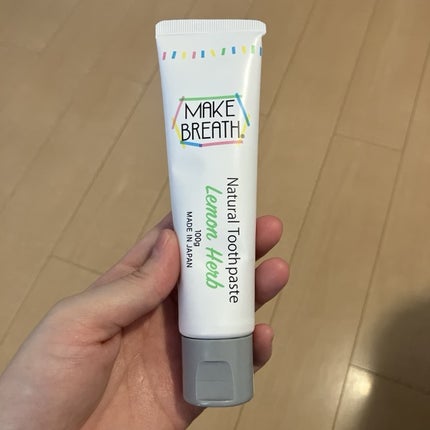 MAKE
BREATH®
Natural Toothpaste
Lemon Herb
100g
MADE IN JAPAN